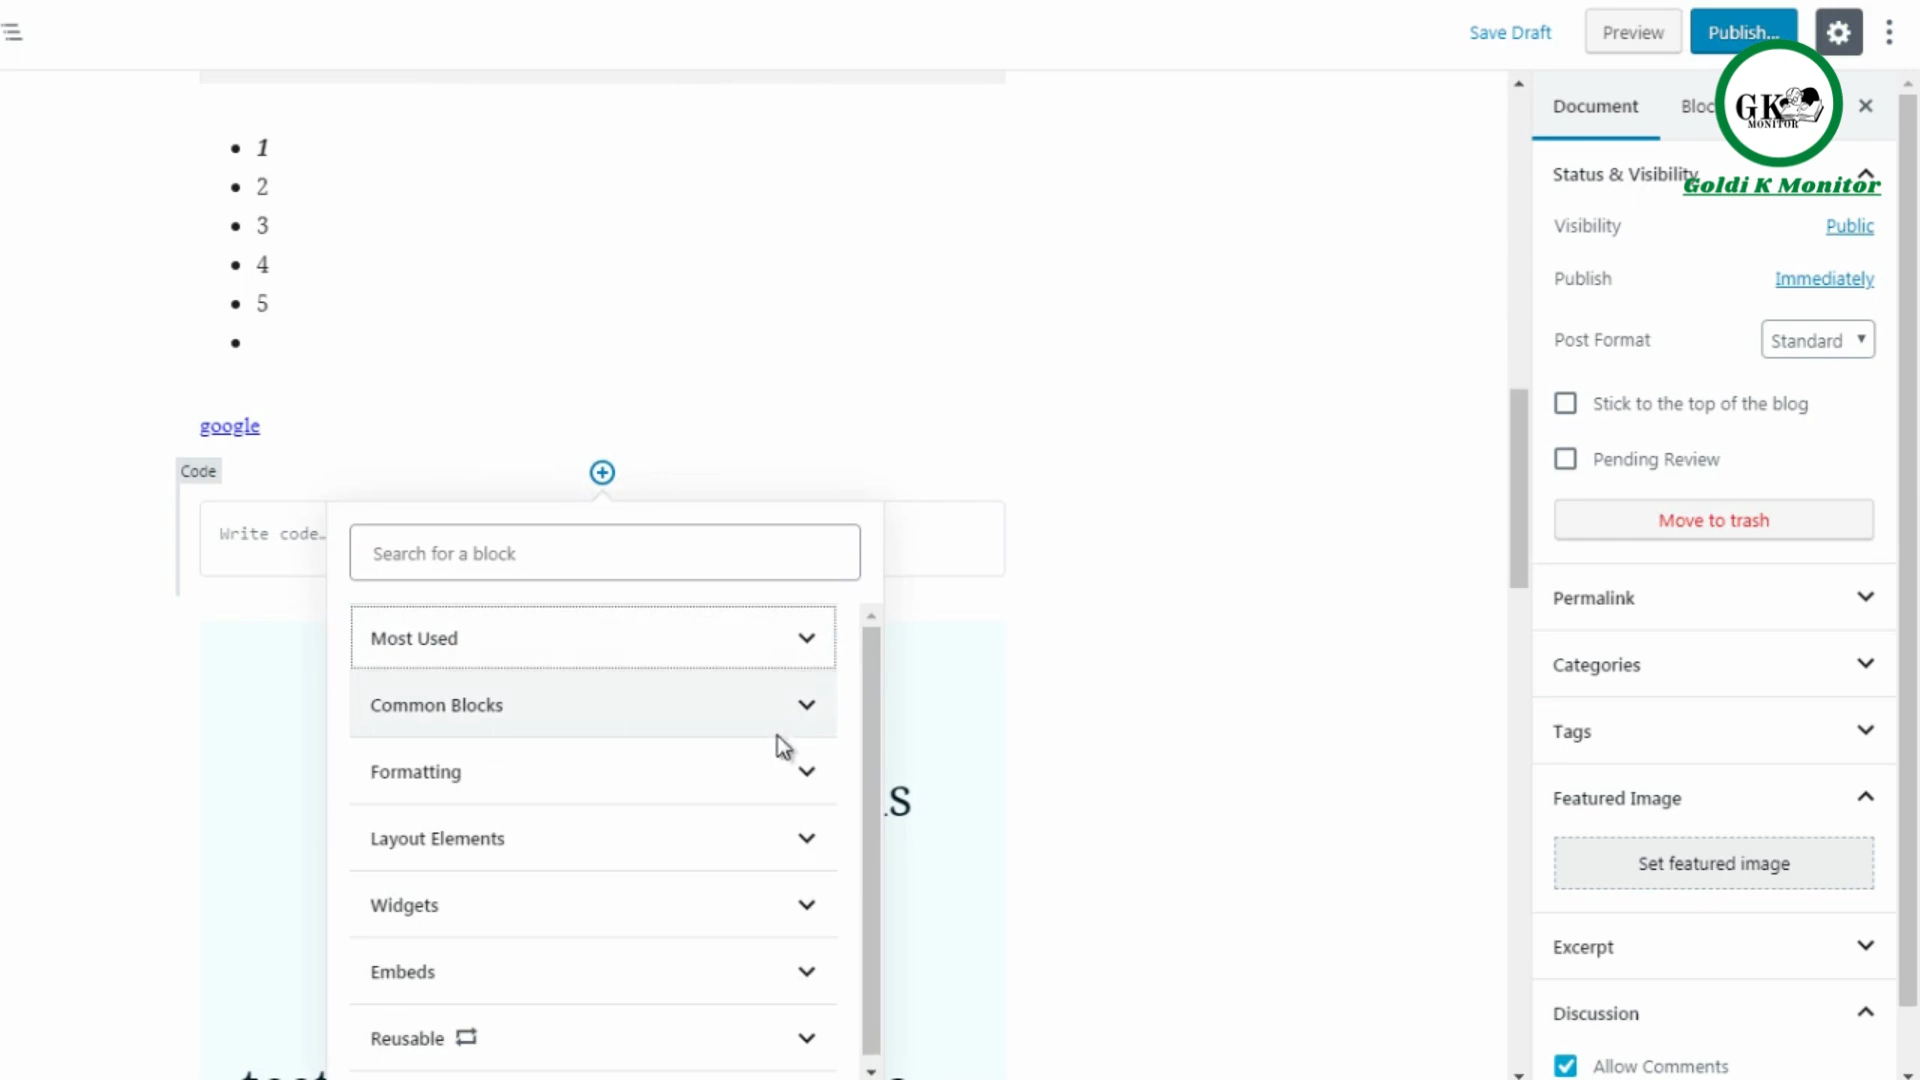 Save Draft
Preview
Publish...
Document
Bloc
GK
MONITOR
Goldi K Monitor
Status & Visibility
Visibility
Public
Publish
Immediately
Post Format
Standard
Stick to the top of the blog
Pending Review
Move to trash
Permalink
Categories
Tags
Featured Image
Set featured image
Excerpt
Discussion
Allow Comments
1
2
3
4
5
google
Code
Write code…
Search for a block
Most Used
Common Blocks
Formatting
Layout Elements
Widgets
Embeds
Reusable